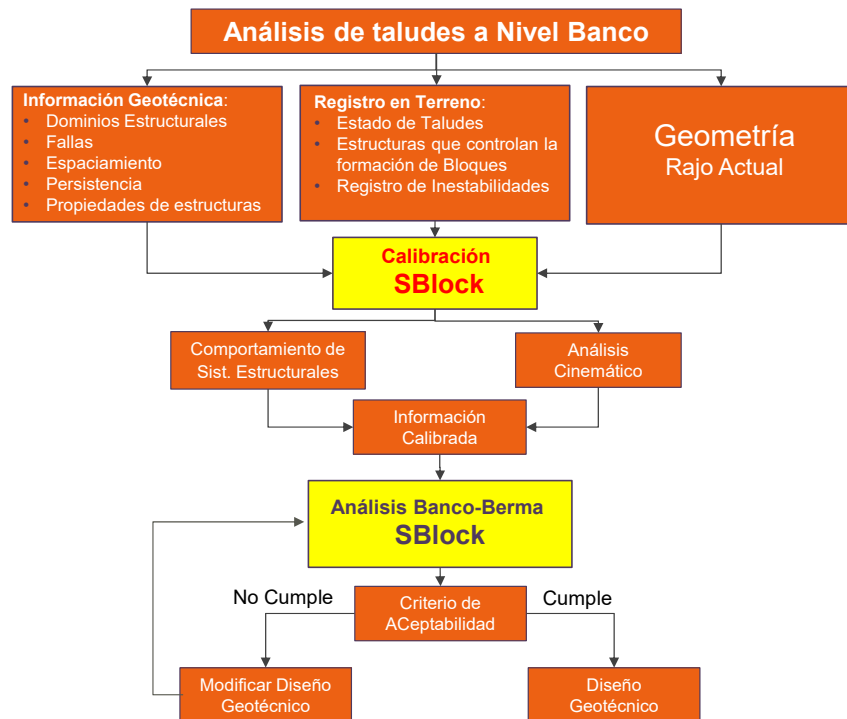 Análisis de taludes a Nivel Banco
Información Geotécnica:
• Dominios Estructurales
• Fallas
• Espaciamiento
• Persistencia
• Propiedades de estructuras
Registro en Terreno:
• Estado de Taludes
• Estructuras que controlan la
formación de Bloques
• Registro de Inestabilidades
Geometría
Rajo Actual
Calibración
SBlock
Comportamiento de
Sist. Estructurales
Análisis
Cinemático
Información
Calibrada
Análisis Banco-Berma
SBlock
No Cumple
Criterio de
ACeptabilidad
Cumple
Modificar Diseño
Geotécnico
Diseño
Geotécnico